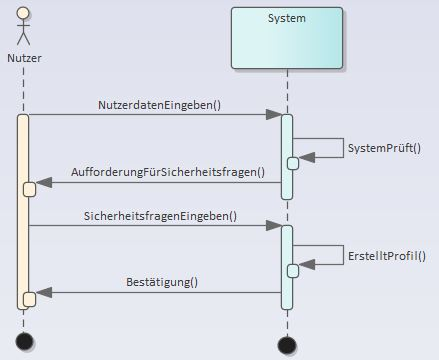 System
Nutzer
NutzerdatenEingeben()
SystemPrüft()
AufforderungFürSicherheitsfragen()
SicherheitsfragenEingeben()
ErstelltProfil()
Bestätigung()